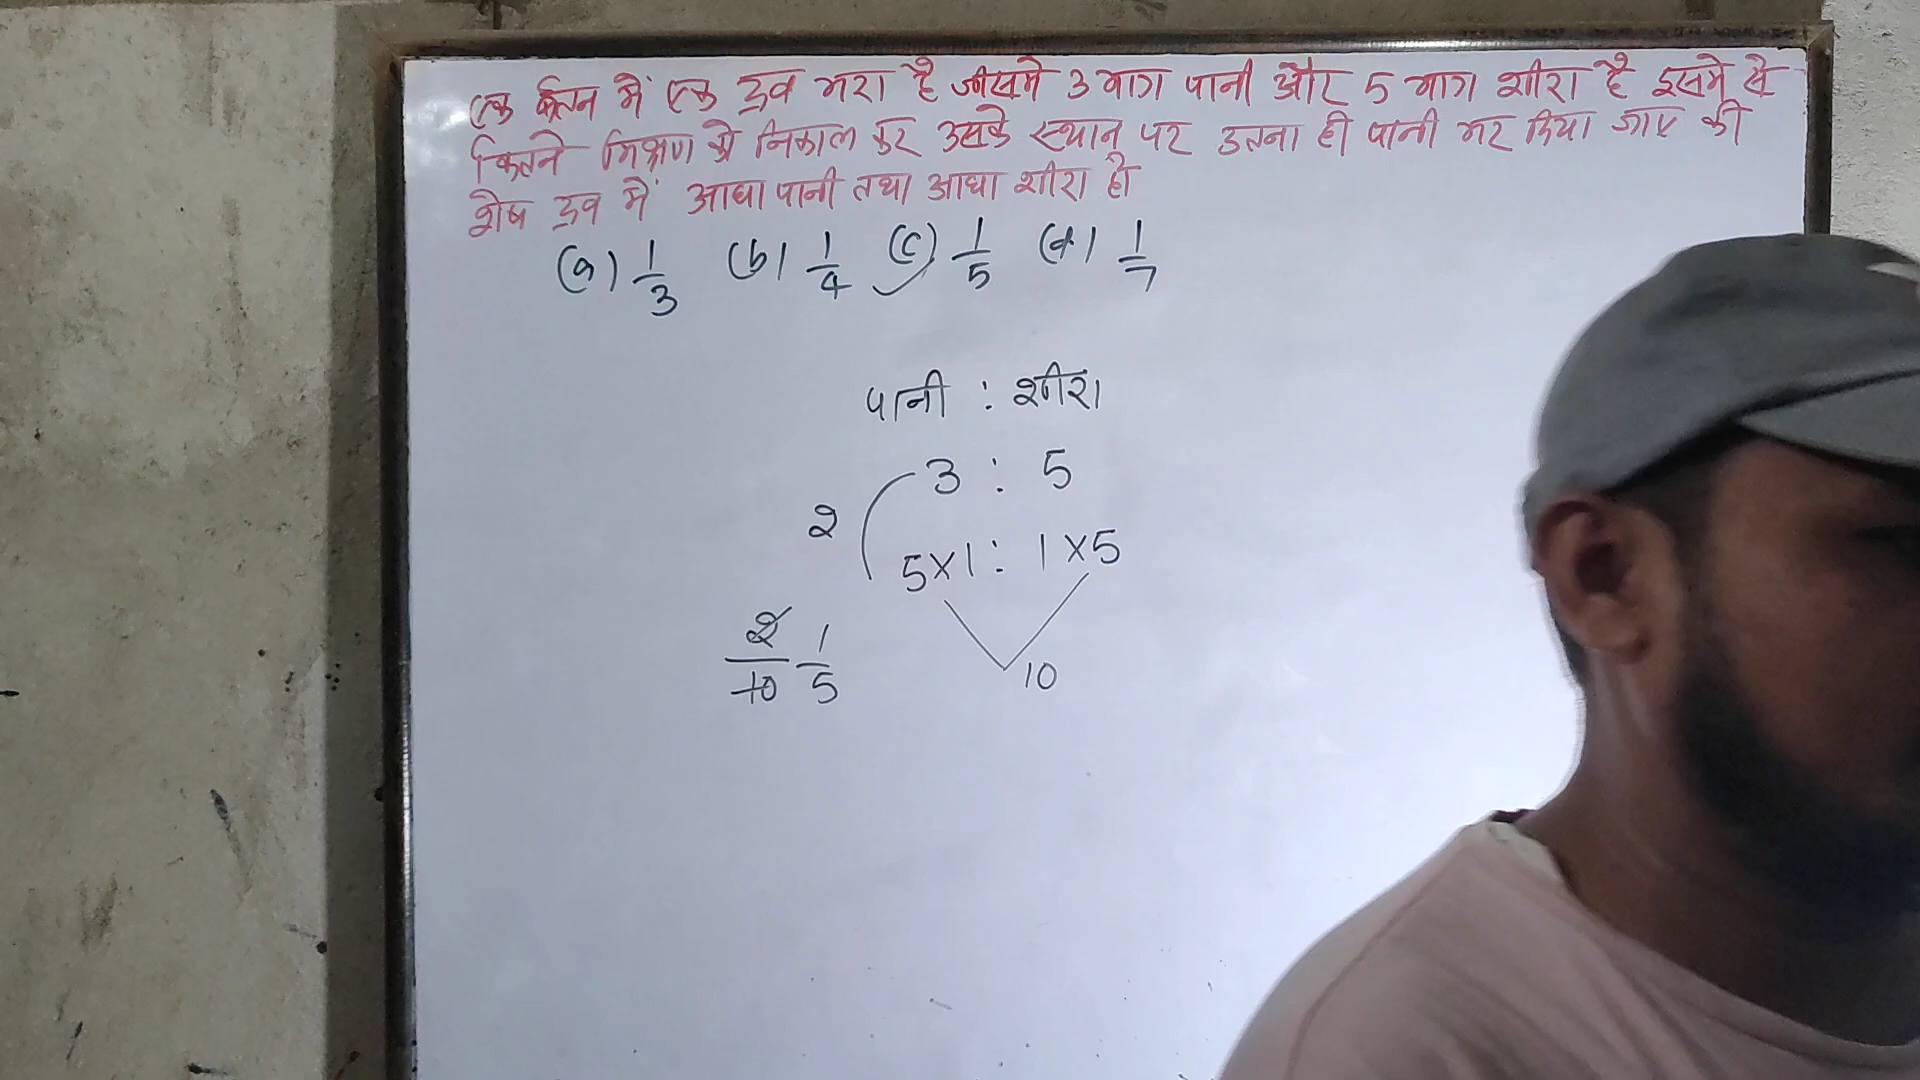 एक बर्तन में एक द्रव भरा है जीसमे 3 भाग पानी और 5 भाग शीरा है इसमे से
कितने मिश्रण को निकाल कर उसके स्थान पर उतना ही पानी भर दिया जाए की
शेष द्रव में आधा पानी तथा आधा शीरा हो
(a) 1/3 (b) 1/4 (c) 1/5 (d) 1/7
पानी : शीरा
3 : 5
2
5×1 : 1×5
2/10 1/5
10